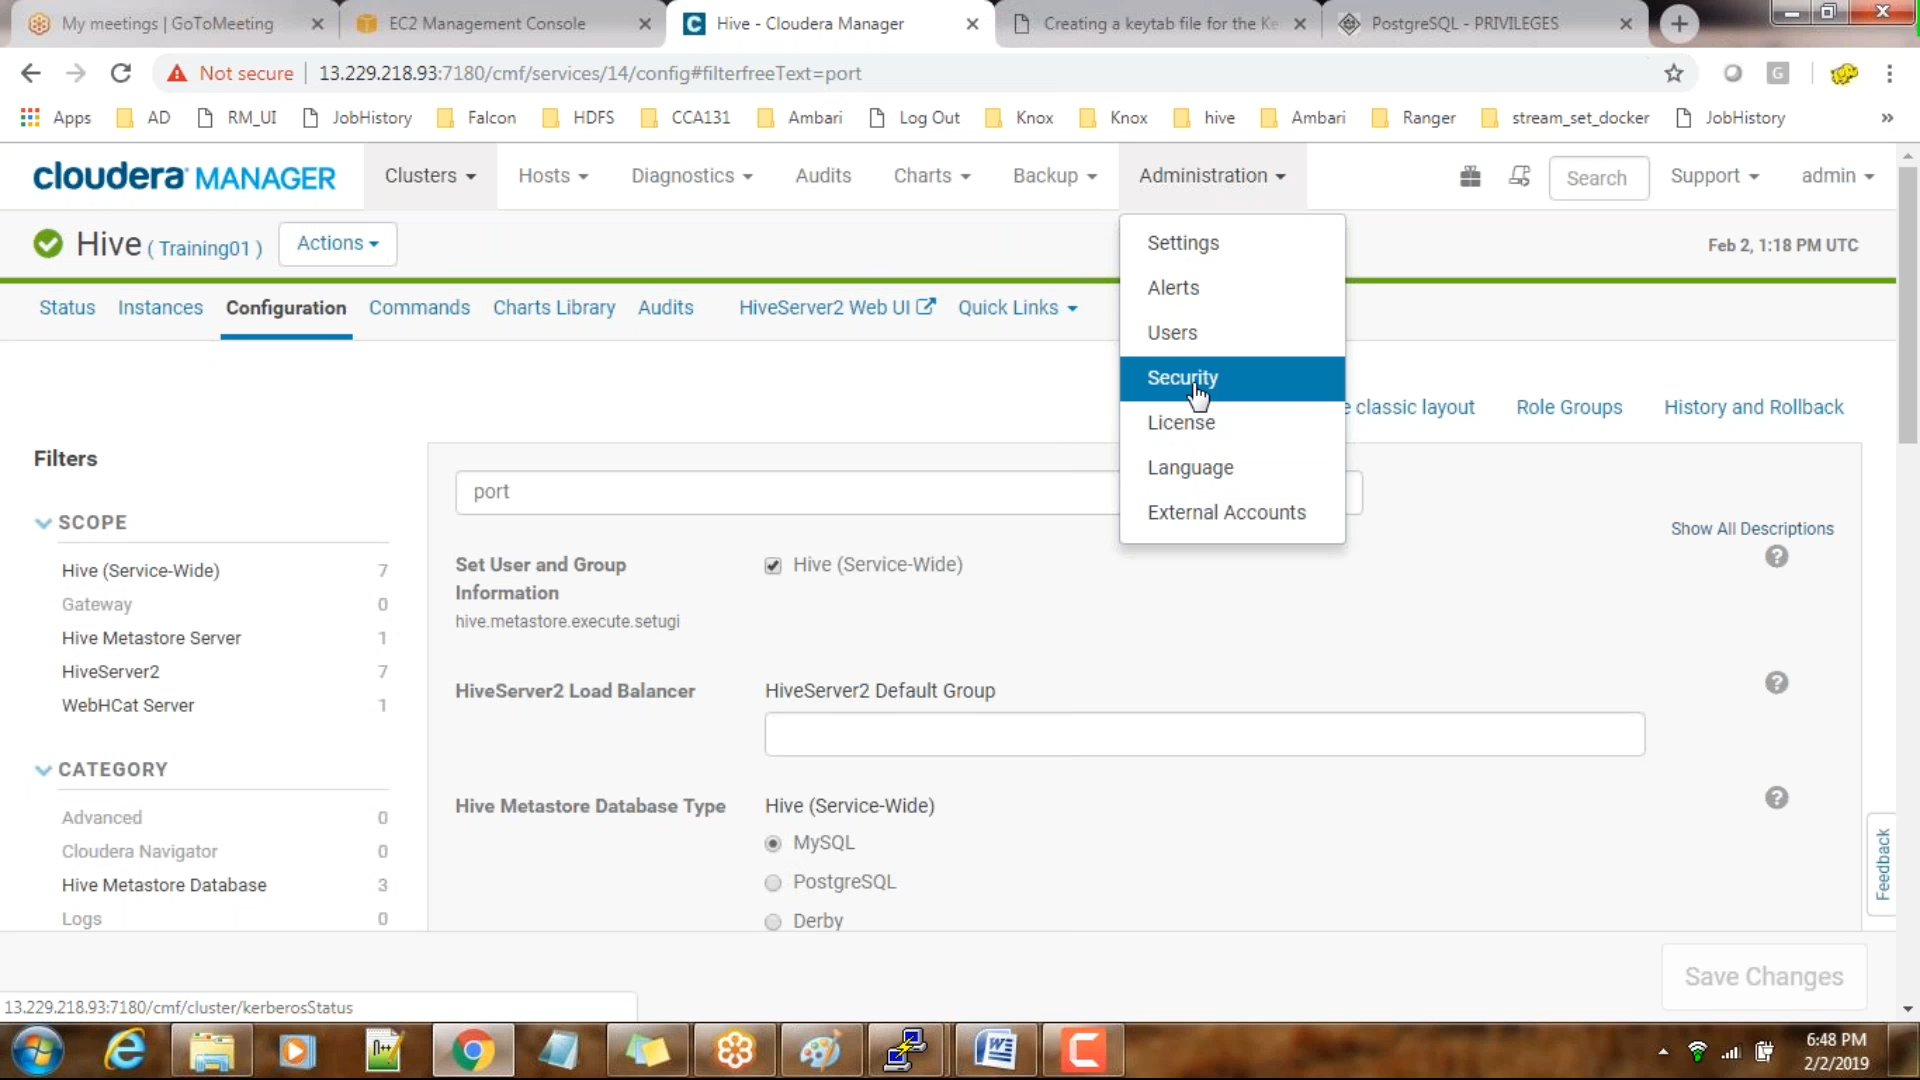 My meetings | GoToMeeting
EC2 Management Console
Hive - Cloudera Manager
Creating a keytab file for the Ke
PostgreSQL - PRIVILEGES
Not secure
13.229.218.93:7180/cmf/services/14/config#filterfreeText=port
G
Apps
AD
RM_UI
JobHistory
Falcon
HDFS
CCA131
Ambari
Log Out
Knox
Knox
hive
Ambari
Ranger
stream_set_docker
JobHistory
»
cloudera MANAGER
Clusters
Hosts
Diagnostics
Audits
Charts
Backup
Administration
Search
Support
admin
Hive ( Training01 )
Actions
Feb 2, 1:18 PM UTC
Settings
Alerts
Users
Security
License
Language
External Accounts
Status
Instances
Configuration
Commands
Charts Library
Audits
HiveServer2 Web UI
Quick Links
e classic layout
Role Groups
History and Rollback
Filters
SCOPE
Hive (Service-Wide) 7
Gateway 0
Hive Metastore Server 1
HiveServer2 7
WebHCat Server 1
CATEGORY
Advanced 0
Cloudera Navigator 0
Hive Metastore Database 3
Logs 0
port
Show All Descriptions
Set User and Group
Information
hive.metastore.execute.setugi
Hive (Service-Wide)
HiveServer2 Load Balancer
HiveServer2 Default Group
Hive Metastore Database Type
Hive (Service-Wide)
MySQL
PostgreSQL
Derby
Feedback
Save Changes
13.229.218.93:7180/cmf/cluster/kerberosStatus
6:48 PM
2/2/2019